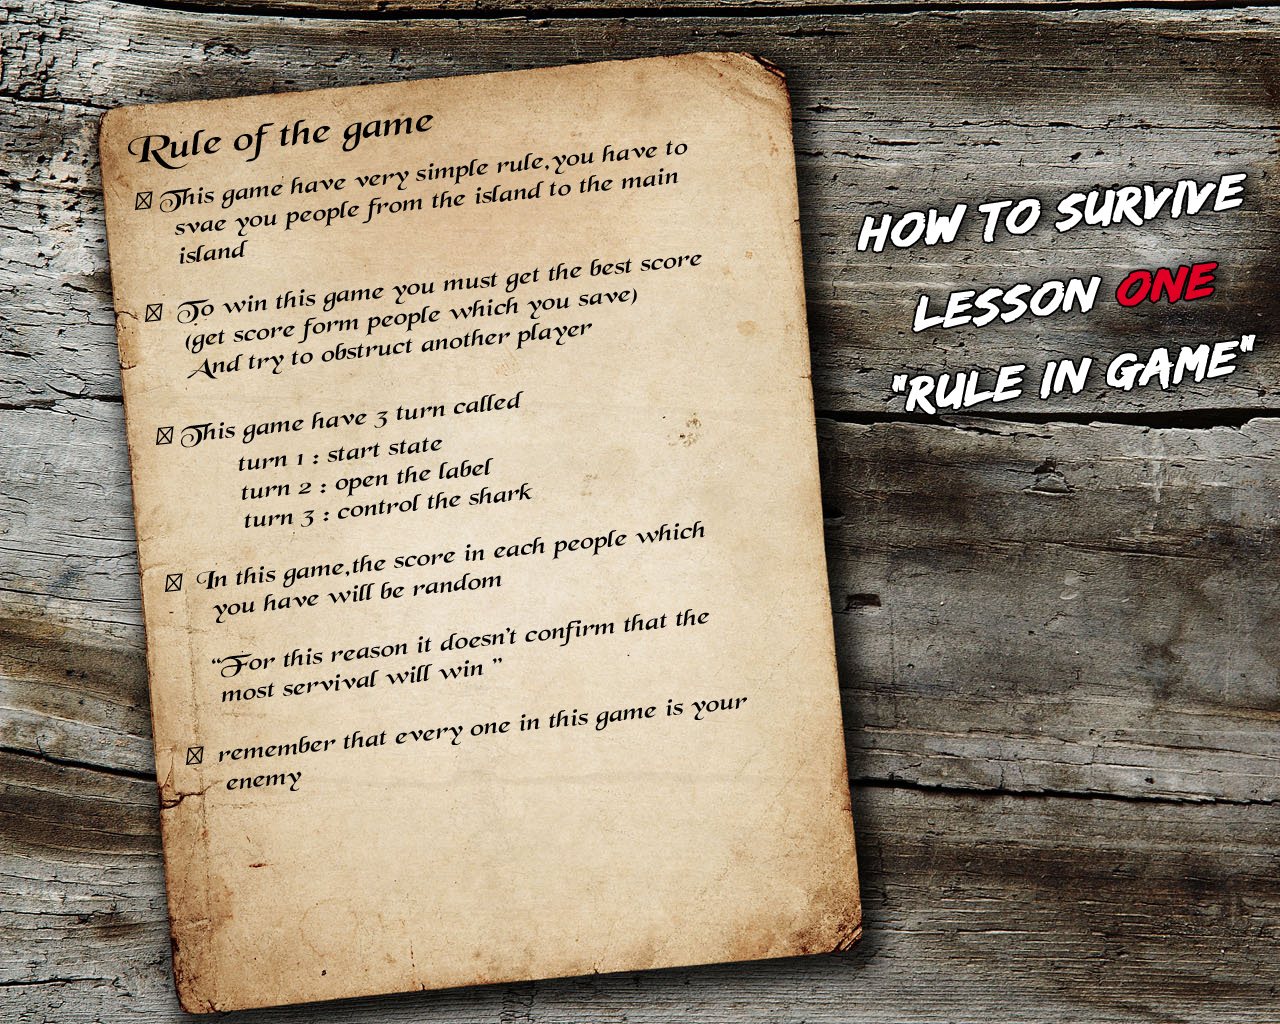 Rule of the game
☒ This game have very simple rule,you have to
svae you people from the island to the main
island
☒ To win this game you must get the best score
(get score form people which you save)
And try to obstruct another player
☒ This game have 3 turn called
turn 1 : start state
turn 2 : open the label
turn 3 : control the shark
☒ In this game,the score in each people which
you have will be random
“For this reason it doesn't confirm that the
most servival will win ”
☒ remember that every one in this game is your
enemy
HOW TO SURVIVE
LESSON ONE
"RULE IN GAME"